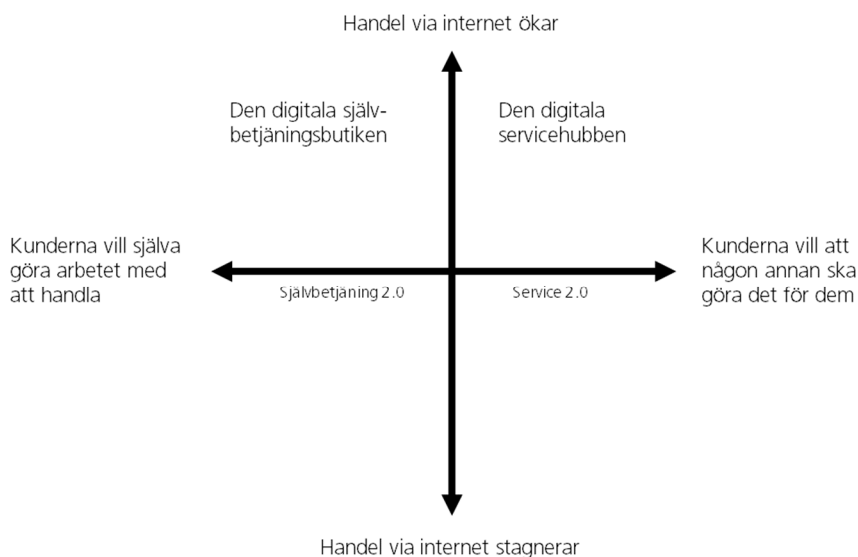 Handel via internet ökar
Den digitala själv-
betjäningsbutiken
Den digitala
servicehubben
Kunderna vill själva
göra arbetet med
att handla
Kunderna vill att
någon annan ska
göra det för dem
Självbetjäning 2.0
Service 2.0
Handel via internet stagnerar